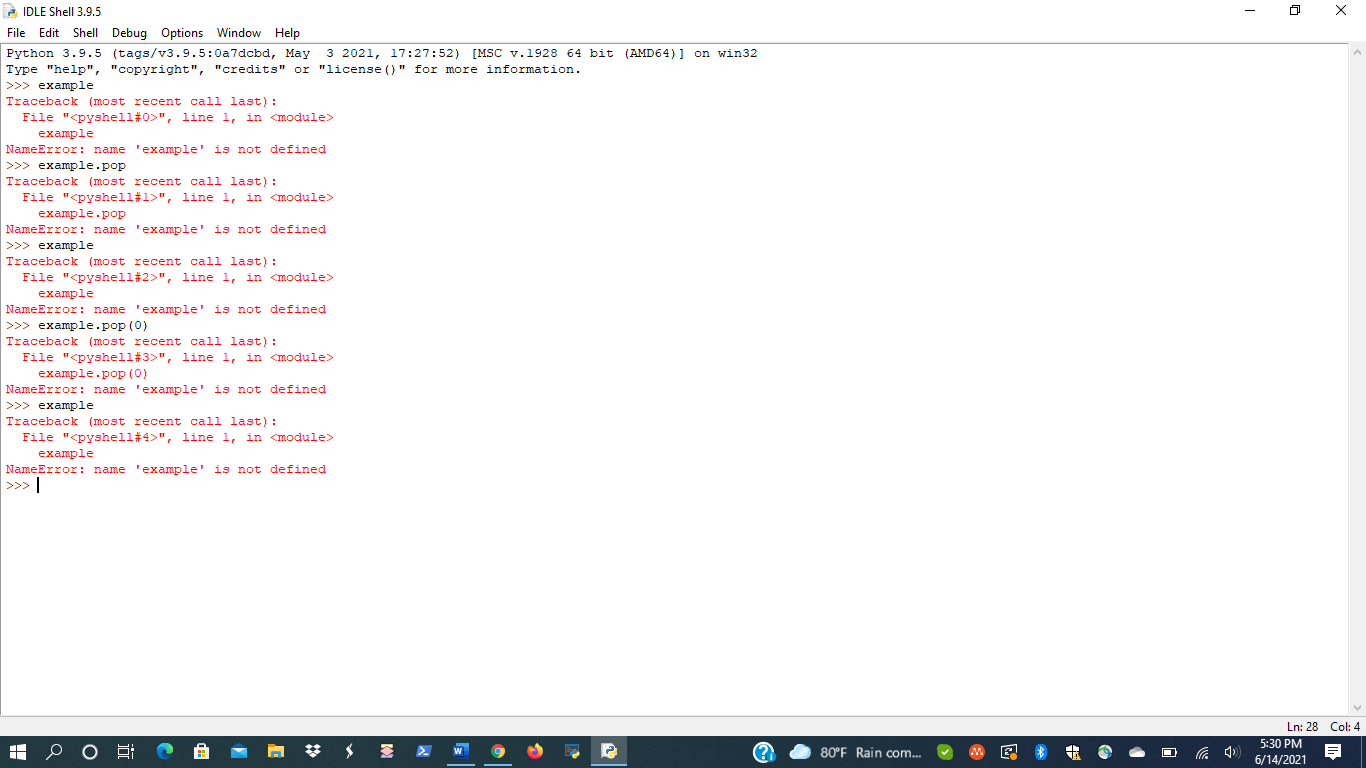 IDLE Shell 3.9.5
File Edit Shell Debug Options Window Help
Python 3.9.5 (tags/v3.9.5:0a7dcbd, May  3 2021, 17:27:52) [MSC v.1928 64 bit (AMD64)] on win32
Type "help", "copyright", "credits" or "license()" for more information.
>>> example
Traceback (most recent call last):
  File "<pyshell#0>", line 1, in <module>
    example
NameError: name 'example' is not defined
>>> example.pop
Traceback (most recent call last):
  File "<pyshell#1>", line 1, in <module>
    example.pop
NameError: name 'example' is not defined
>>> example
Traceback (most recent call last):
  File "<pyshell#2>", line 1, in <module>
    example
NameError: name 'example' is not defined
>>> example.pop(0)
Traceback (most recent call last):
  File "<pyshell#3>", line 1, in <module>
    example.pop(0)
NameError: name 'example' is not defined
>>> example
Traceback (most recent call last):
  File "<pyshell#4>", line 1, in <module>
    example
NameError: name 'example' is not defined
>>>
Ln: 28 Col: 4
80°F Rain com...
5:30 PM
6/14/2021